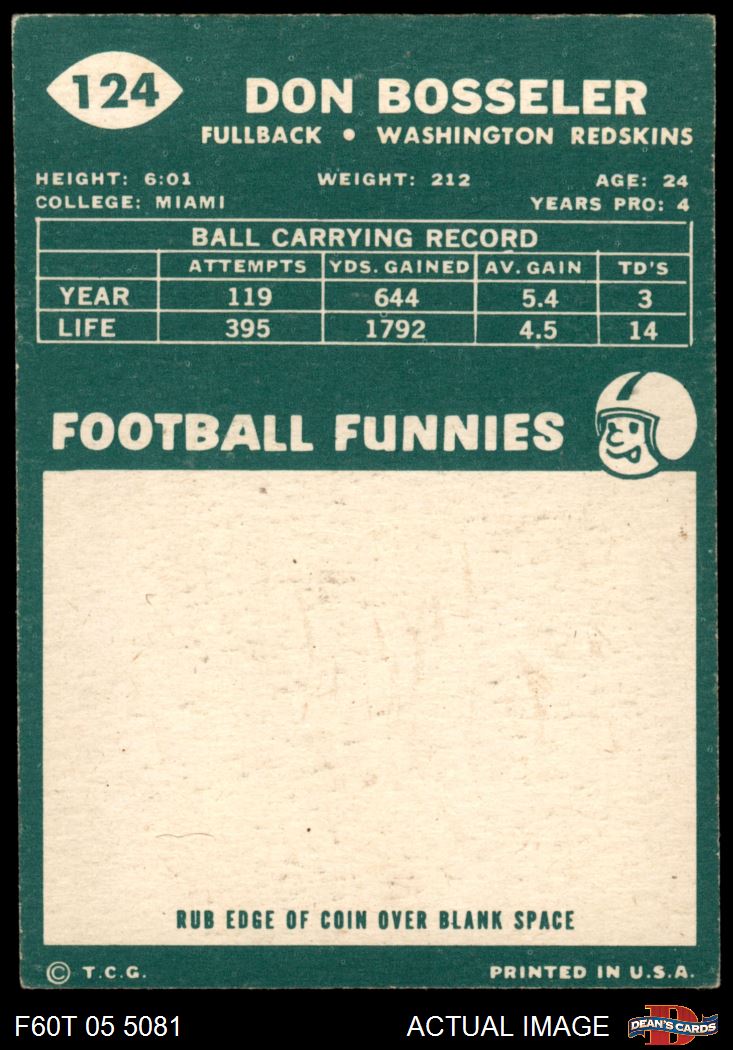 124
DON BOSSELER
FULLBACK • WASHINGTON REDSKINS
HEIGHT: 6:01 WEIGHT: 212 AGE: 24
COLLEGE: MIAMI YEARS PRO: 4
BALL CARRYING RECORD
ATTEMPTS YDS. GAINED AV. GAIN TD'S
YEAR 119 644 5.4 3
LIFE 395 1792 4.5 14
FOOTBALL FUNNIES
RUB EDGE OF COIN OVER BLANK SPACE
© T.C.G. PRINTED IN U.S.A.
F60T 05 5081 ACTUAL IMAGE D DEAN'S CARDS